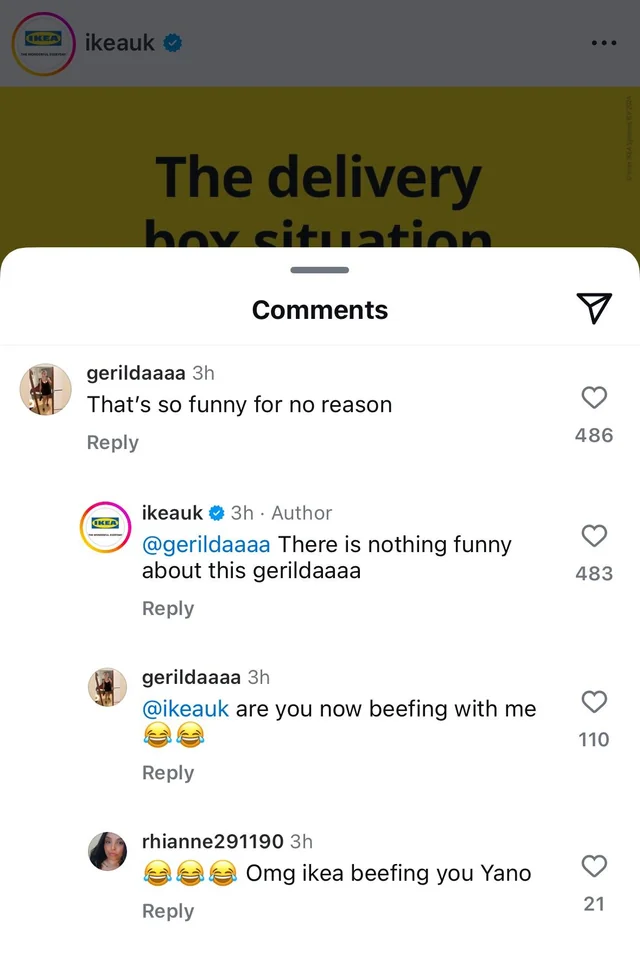 IKEA
ikeauk
The delivery
box situation
Comments
gerildaaaa 3h
That’s so funny for no reason
Reply
486
IKEA
ikeauk 3h · Author
@gerildaaaa There is nothing funny
about this gerildaaaa
Reply
483
gerildaaaa 3h
@ikeauk are you now beefing with me
😂😂
Reply
110
rhianne291190 3h
😂😂😂 Omg ikea beefing you Yano
Reply
21